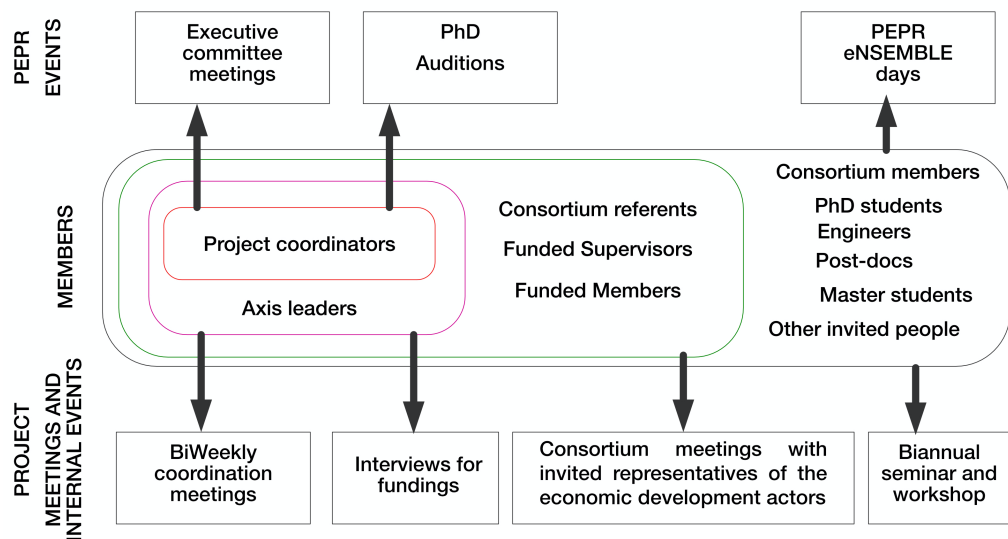 PEPR
EVENTS
Executive
committee
meetings
PhD
Auditions
PEPR
eNSEMBLE
days
MEMBERS
Project coordinators
Axis leaders
Consortium referents
Funded Supervisors
Funded Members
Consortium members
PhD students
Engineers
Post-docs
Master students
Other invited people
PROJECT
MEETINGS AND
INTERNAL EVENTS
BiWeekly
coordination
meetings
Interviews for
fundings
Consortium meetings with
invited representatives of the
economic development actors
Biannual
seminar and
workshop